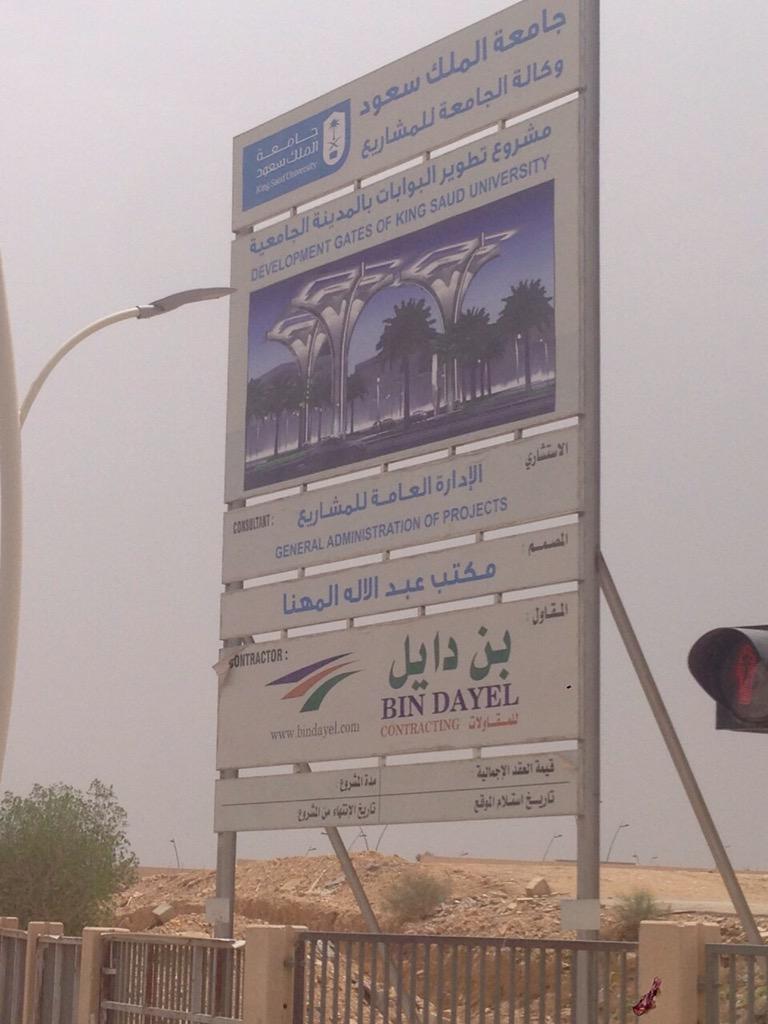 جامعة الملك سعود
وكالة الجامعة للمشاريع
جامعة
الملك سعود
King Saud University
مشروع تطوير البوابات بالمدينة الجامعية
DEVELOPMENT GATES OF KING SAUD UNIVERSITY
الاستشاري
CONSULTANT :
الإدارة العامة للمشاريع
GENERAL ADMINISTRATION OF PROJECTS
المصمم :
مكتب عبد الاله المهنا
المقاول :
CONTRACTOR :
بن دايل
BIN DAYEL
CONTRACTING للمقاولات
www.bindayel.com
قيمة العقد الإجمالية
مدة المشروع
تاريخ استلام الموقع
تاريخ الإنتهاء من المشروع